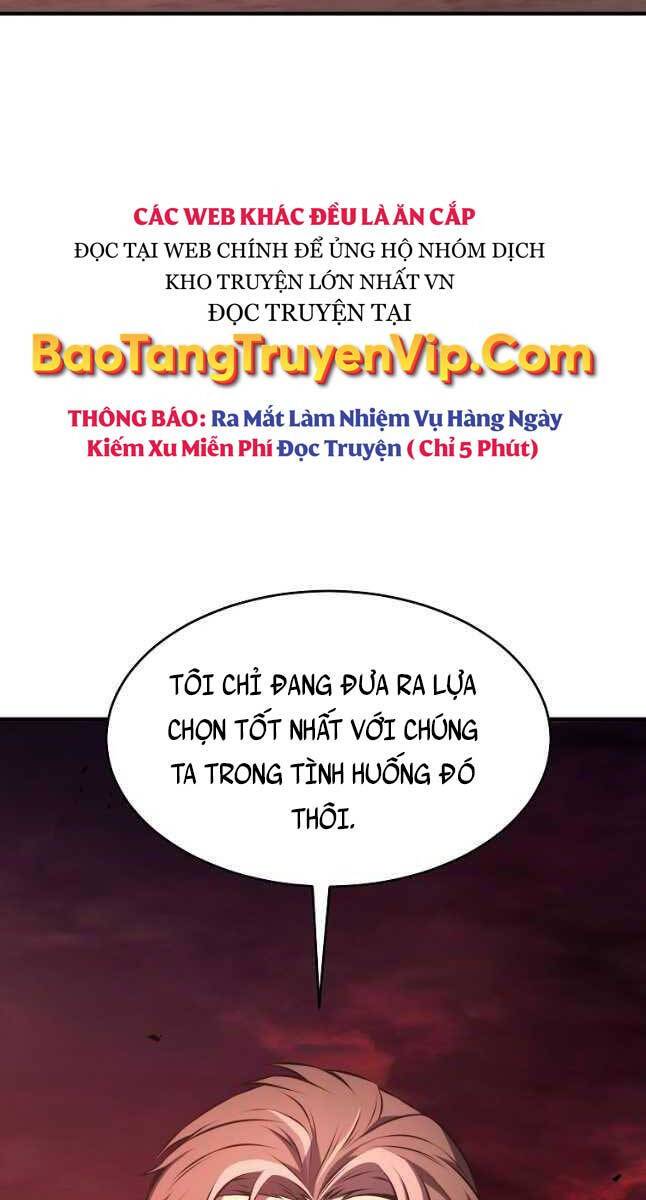 CÁC WEB KHÁC ĐỀU LÀ ĂN CẮP
ĐỌC TẠI WEB CHÍNH ĐỂ ỦNG HỘ NHÓM DỊCH
KHO TRUYỆN LỚN NHẤT VN
ĐỌC TRUYỆN TẠI
BaoTangTruyenVip.Com
THÔNG BÁO: Ra Mắt Làm Nhiệm Vụ Hàng Ngày
Kiếm Xu Miễn Phí Đọc Truyện ( Chỉ 5 Phút)
TÔI CHỈ ĐANG ĐƯA RA LỰA
CHỌN TỐT NHẤT VỚI CHÚNG
TA TRONG TÌNH HUỐNG ĐÓ
THÔI.